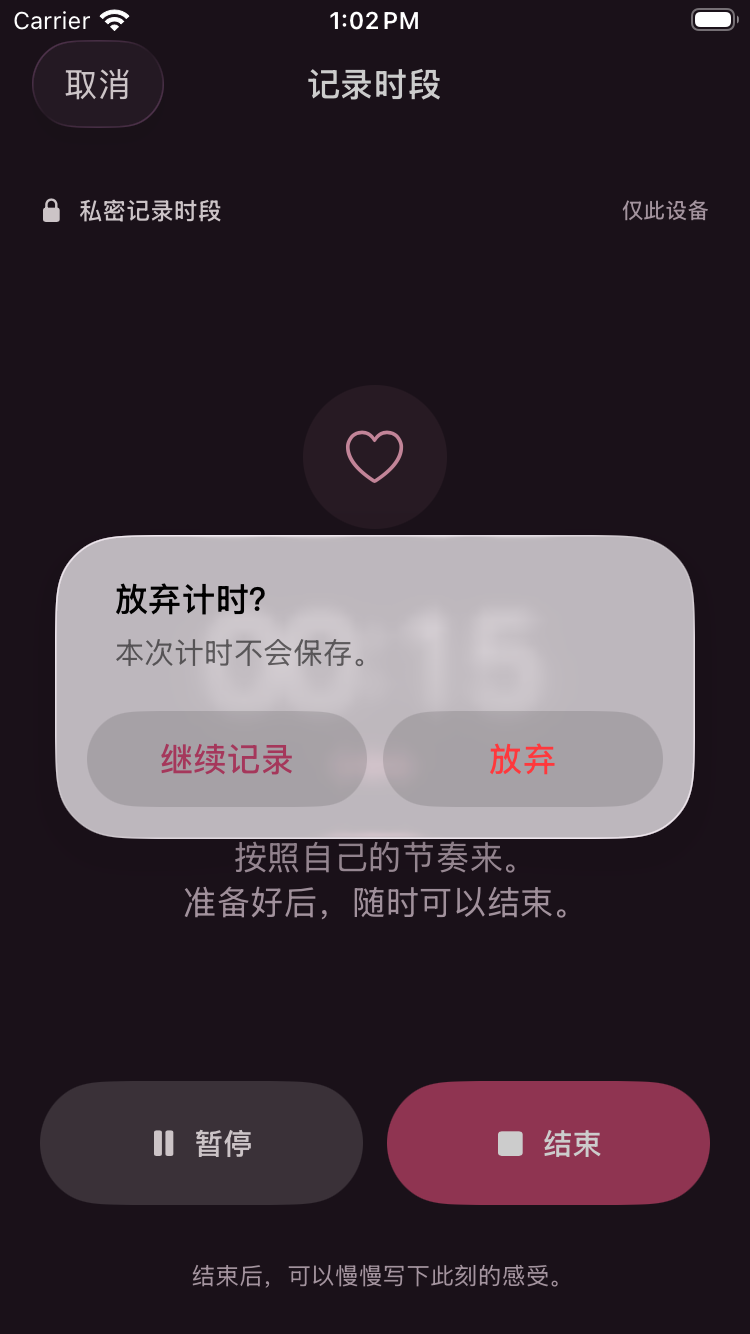 Carrier
1:02 PM
取消
记录时段
私密记录时段
仅此设备
放弃计时?
本次计时不会保存。
继续记录
放弃
按照自己的节奏来。
准备好后，随时可以结束。
暂停
结束
结束后，可以慢慢写下此刻的感受。